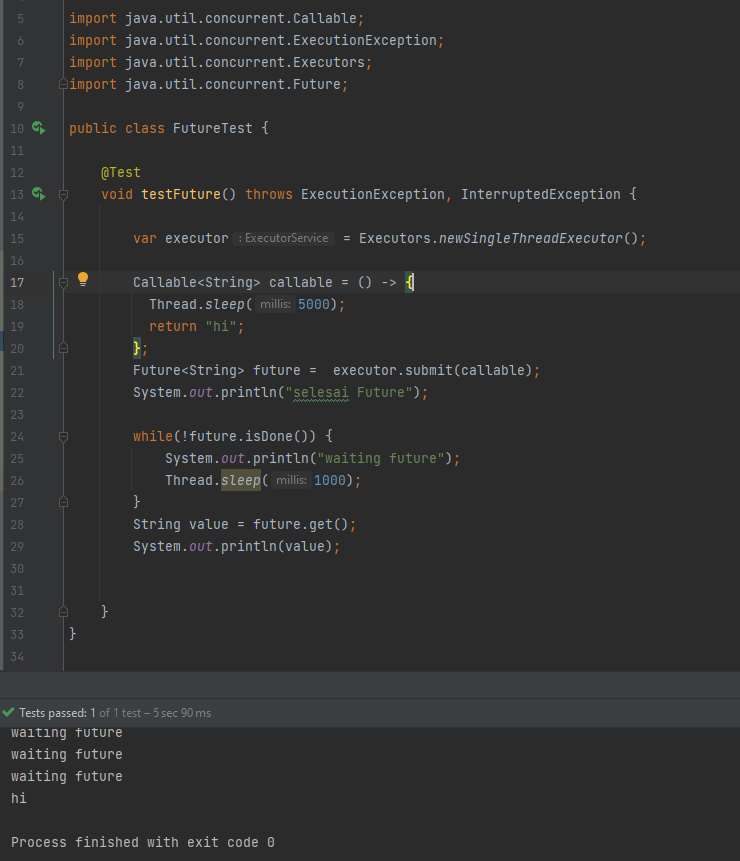 5 import java.util.concurrent.Callable;
6 import java.util.concurrent.ExecutionException;
7 import java.util.concurrent.Executors;
8 import java.util.concurrent.Future;
9
10 public class FutureTest {
11
12 @Test
13 void testFuture() throws ExecutionException, InterruptedException {
14
15 var executor : ExecutorService = Executors.newSingleThreadExecutor();
16
17 Callable<String> callable = () -> {
18 Thread.sleep( millis: 5000);
19 return "hi";
20 };
21 Future<String> future =  executor.submit(callable);
22 System.out.println("selesai Future");
23
24 while(!future.isDone()) {
25 System.out.println("waiting future");
26 Thread.sleep( millis: 1000);
27 }
28 String value = future.get();
29 System.out.println(value);
30
31
32 }
33 }
34
Tests passed: 1 of 1 test – 5 sec 90 ms
waiting future
waiting future
waiting future
hi
Process finished with exit code 0